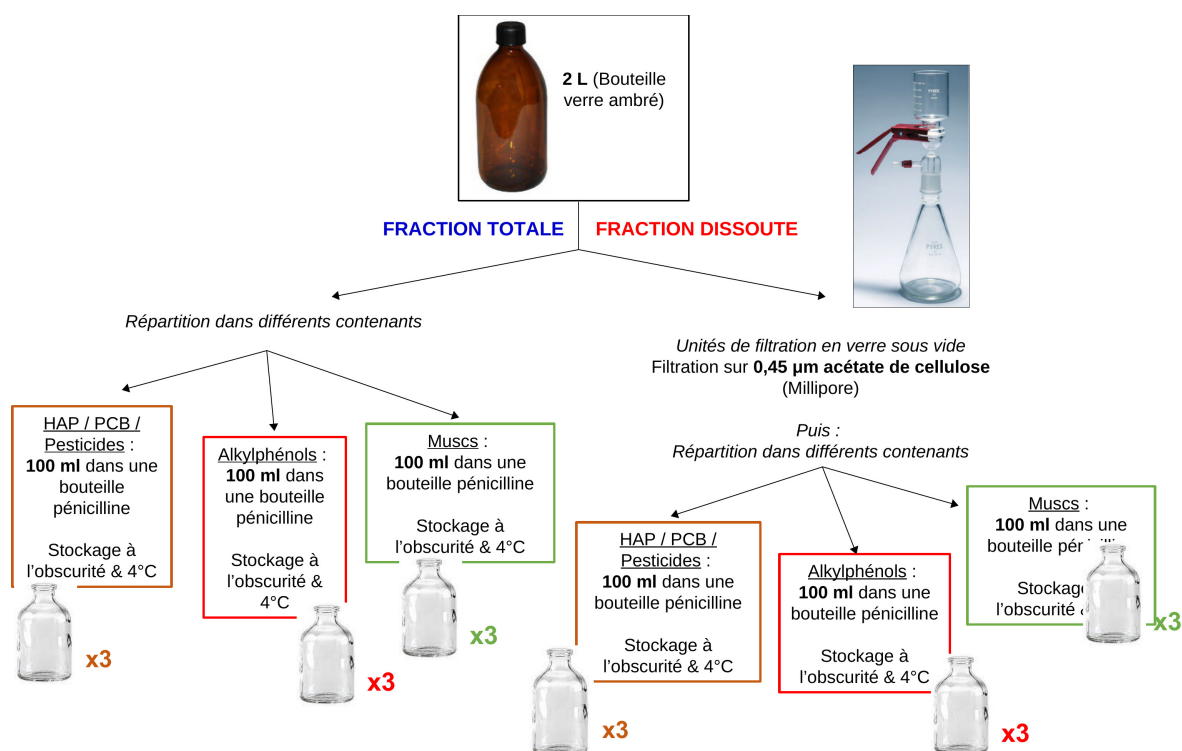 2 L (Bouteille
verre ambré)
FRACTION TOTALE
FRACTION DISSOUTE
Répartition dans différents contenants
Unités de filtration en verre sous vide
Filtration sur 0,45 µm acétate de cellulose
(Millipore)
Puis :
Répartition dans différents contenants
HAP / PCB /
Pesticides :
100 ml dans une
bouteille
pénicilline
Stockage à
l’obscurité & 4°C
x3
Alkylphénols :
100 ml dans
une bouteille
pénicilline
Stockage à
l’obscurité &
4°C
x3
Muscs :
100 ml dans une
bouteille pénicilline
Stockage à
l’obscurité & 4°C
x3
HAP / PCB /
Pesticides :
100 ml dans une
bouteille pénicilline
Stockage à
l’obscurité & 4°C
x3
Alkylphénols :
100 ml dans une
bouteille pénicilline
Stockage à
l’obscurité & 4°C
x3
Muscs :
100 ml dans une
bouteille
l’obscurité &
x3
PYREX
PYREX